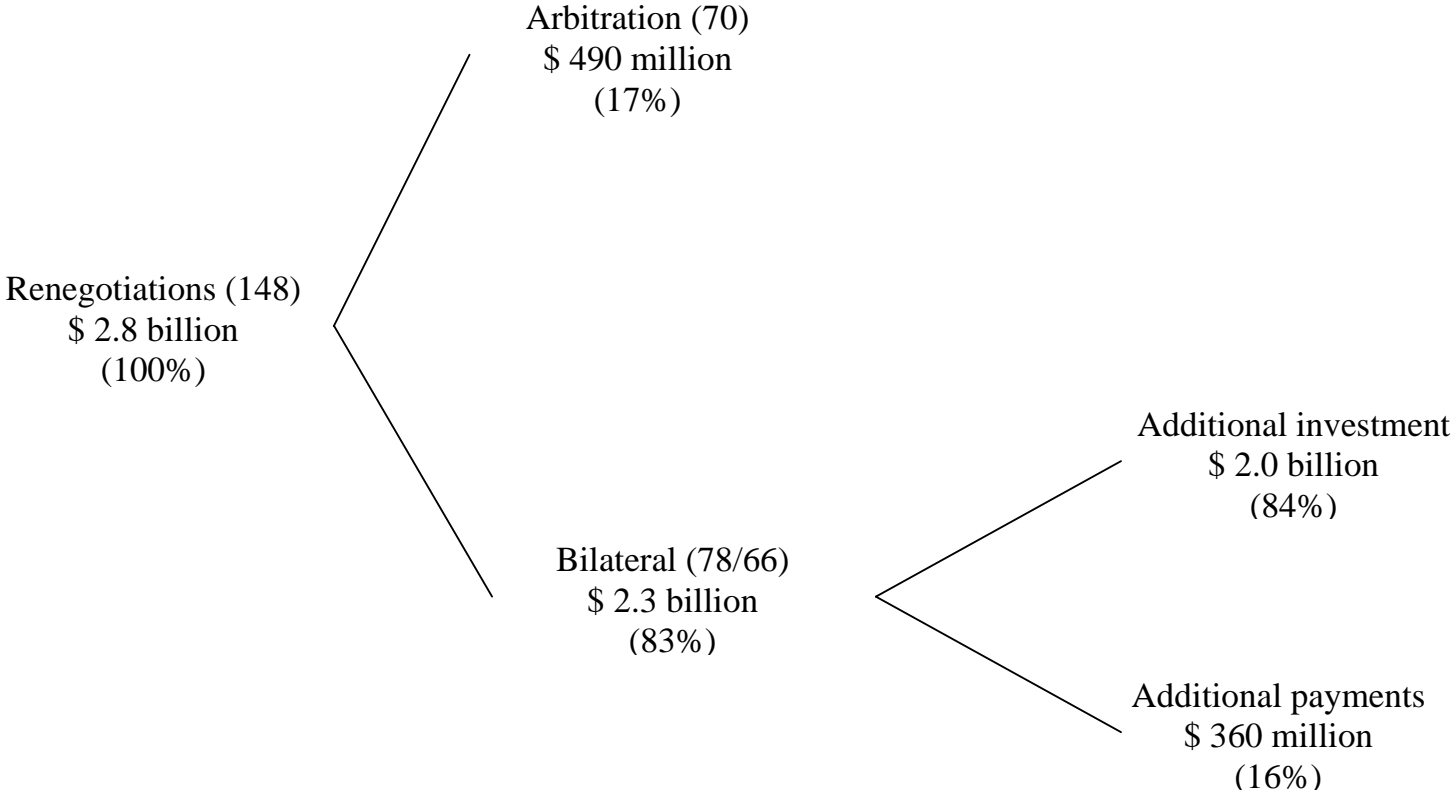 Arbitration (70)
$ 490 million
(17%)
Renegotiations (148)
$ 2.8 billion
(100%)
Bilateral (78/66)
$ 2.3 billion
(83%)
Additional investment
$ 2.0 billion
(84%)
Additional payments
$ 360 million
(16%)